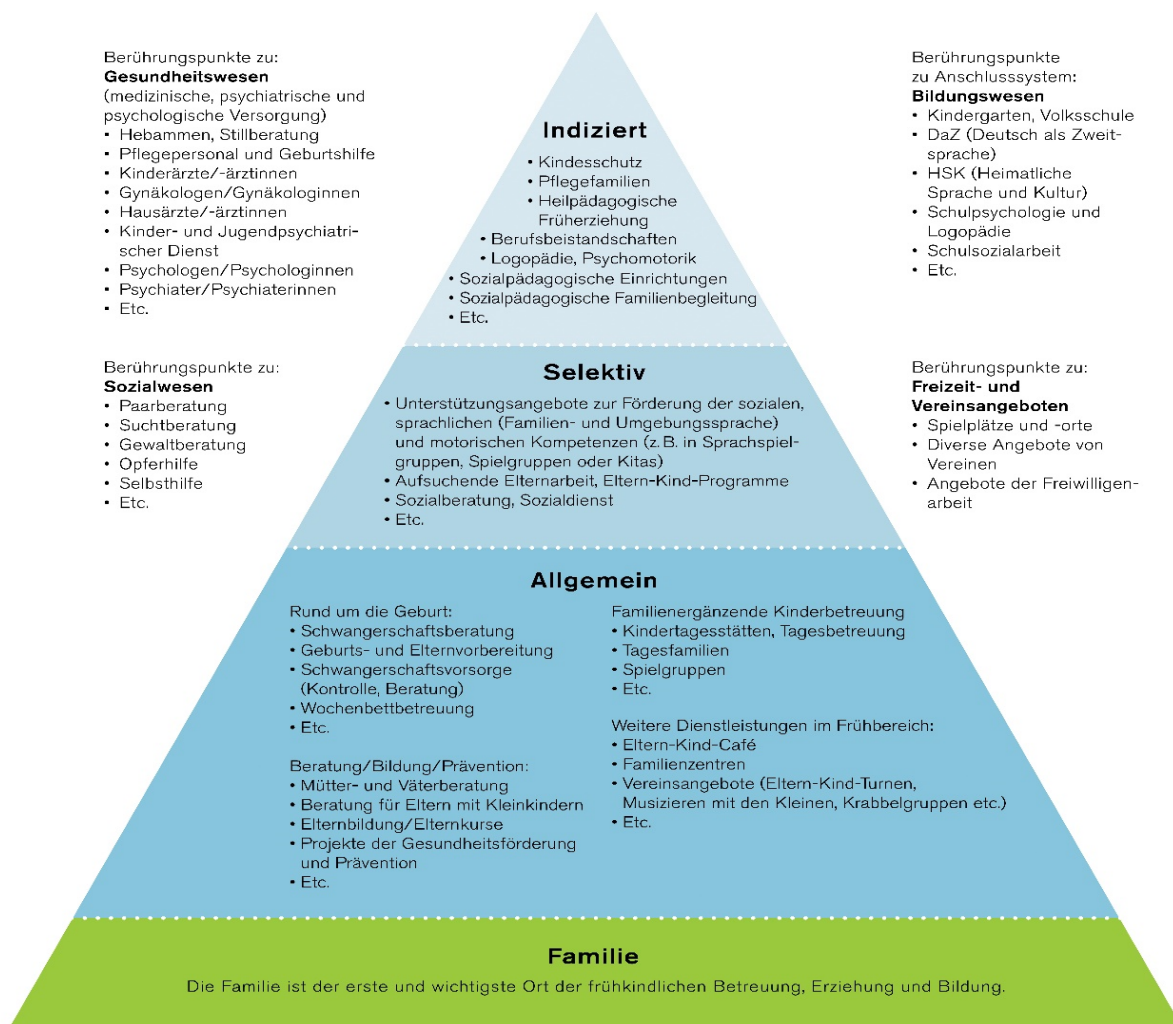 Berührungspunkte zu:
Gesundheitswesen
(medizinische, psychiatrische und
psychologische Versorgung)
• Hebammen, Stillberatung
• Pflegepersonal und Geburtshilfe
• Kinderärzte/-ärztinnen
• Gynäkologen/Gynäkologinnen
• Hausärzte/-ärztinnen
• Kinder- und Jugendpsychiatri-
scher Dienst
• Psychologen/Psychologinnen
• Psychiater/Psychiaterinnen
• Etc.
Berührungspunkte zu:
Sozialwesen
• Paarberatung
• Suchtberatung
• Gewaltberatung
• Opferhilfe
• Selbsthilfe
• Etc.
Indiziert
• Kindesschutz
• Pflegefamilien
• Heilpädagogische
Früherziehung
• Berufsbeistandschaften
• Logopädie, Psychomotorik
• Sozialpädagogische Einrichtungen
• Sozialpädagogische Familienbegleitung
• Etc.
Selektiv
• Unterstützungsangebote zur Förderung der sozialen,
sprachlichen (Familien- und Umgebungssprache)
und motorischen Kompetenzen (z. B. in Sprachspiel-
gruppen, Spielgruppen oder Kitas)
• Aufsuchende Elternarbeit, Eltern-Kind-Programme
• Sozialberatung, Sozialdienst
• Etc.
Berührungspunkte
zu Anschlusssystem:
Bildungswesen
• Kindergarten, Volksschule
• DaZ (Deutsch als Zweit-
sprache)
• HSK (Heimatliche
Sprache und Kultur)
• Schulpsychologie und
Logopädie
• Schulsozialarbeit
• Etc.
Berührungspunkte zu:
Freizeit- und
Vereinsangeboten
• Spielplätze und -orte
• Diverse Angebote von
Vereinen
• Angebote der Freiwilligen-
arbeit
Allgemein
Rund um die Geburt:
• Schwangerschaftsberatung
• Geburts- und Elternvorbereitung
• Schwangerschaftsvorsorge
(Kontrolle, Beratung)
• Wochenbettbetreuung
• Etc.
Beratung/Bildung/Prävention:
• Mütter- und Väterberatung
• Beratung für Eltern mit Kleinkindern
• Elternbildung/Elternkurse
• Projekte der Gesundheitsförderung
und Prävention
• Etc.
Familienergänzende Kinderbetreuung
• Kindertagesstätten, Tagesbetreuung
• Tagesfamilien
• Spielgruppen
• Etc.
Weitere Dienstleistungen im Frühbereich:
• Eltern-Kind-Café
• Familienzentren
• Vereinsangebote (Eltern-Kind-Turnen,
Musizieren mit den Kleinen, Krabbelgruppen etc.)
• Etc.
Familie
Die Familie ist der erste und wichtigste Ort der frühkindlichen Betreuung, Erziehung und Bildung.